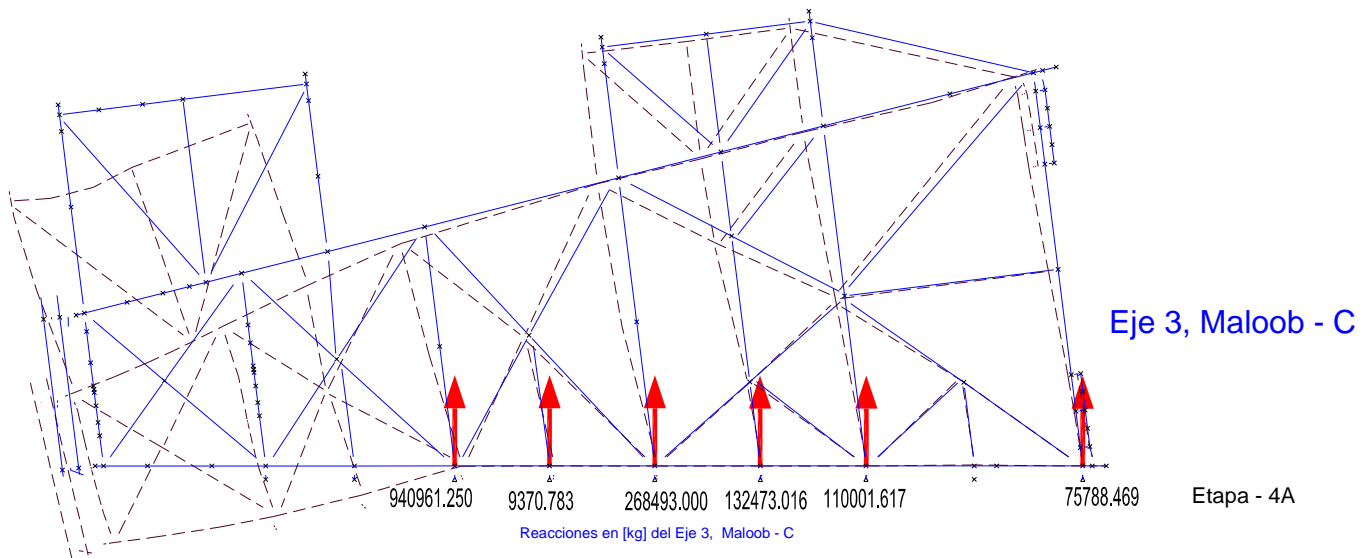 Eje 3, Maloob - C
940961.250 9370.783 268493.000 132473.016 110001.617 75788.469 Etapa - 4A
Reacciones en [kg] del Eje 3, Maloob - C